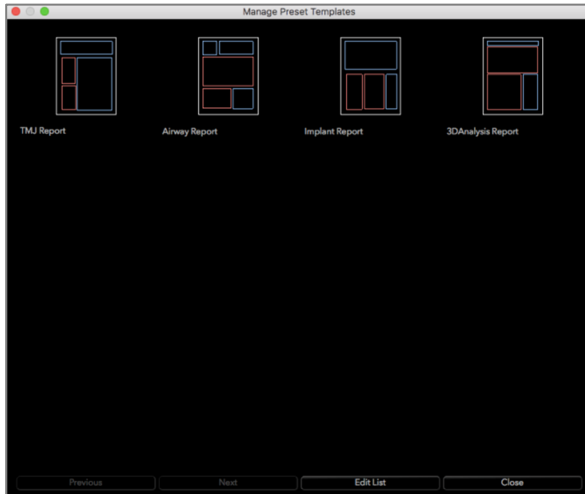 Manage Preset Templates
TMJ Report
Airway Report
Implant Report
3DAnalysis Report
Previous
Next
Edit List
Close